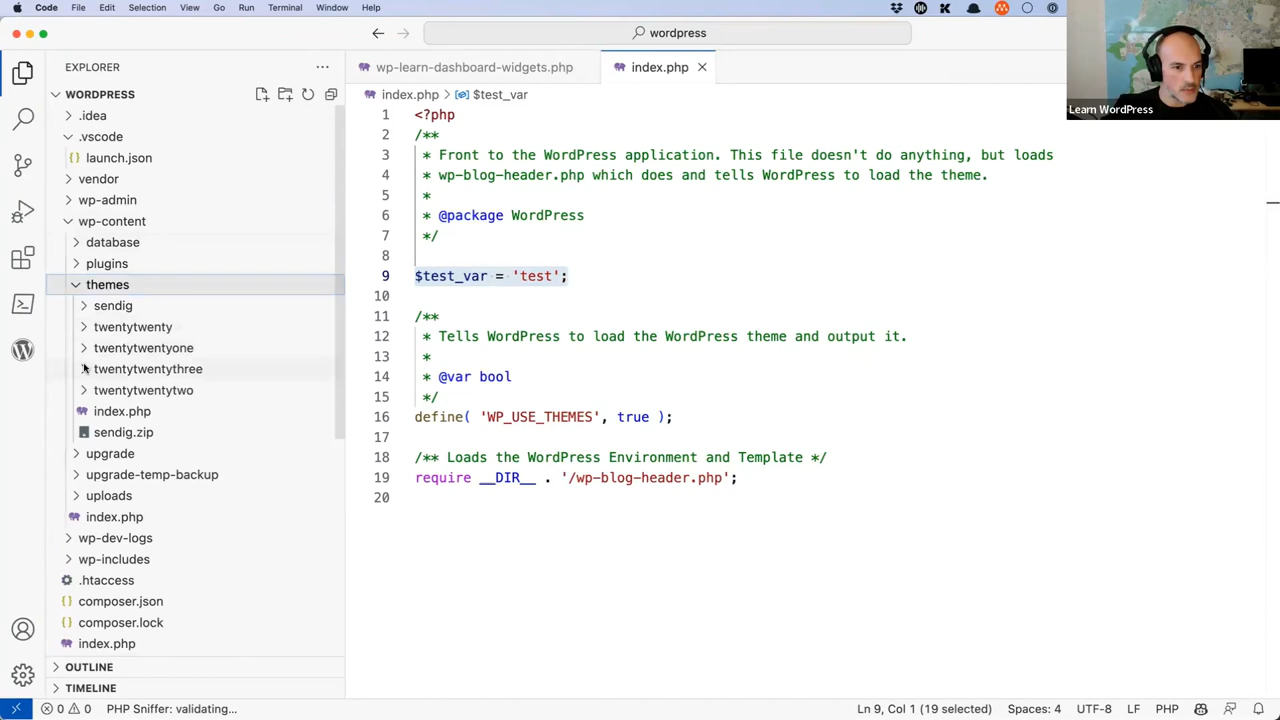 Code File Edit Selection View Go Run Terminal Window Help
wordpress
Learn WordPress
EXPLORER
WORDPRESS
.idea
.vscode
launch.json
vendor
wp-admin
wp-content
database
plugins
themes
sendig
twentytwenty
twentytwentyone
twentytwentythree
twentytwentytwo
index.php
sendig.zip
upgrade
upgrade-temp-backup
uploads
index.php
wp-dev-logs
wp-includes
.htaccess
composer.json
composer.lock
index.php
OUTLINE
TIMELINE
wp-learn-dashboard-widgets.php index.php
index.php > $test_var
1 <?php
2 /**
3 * Front to the WordPress application. This file doesn't do anything, but loads
4 * wp-blog-header.php which does and tells WordPress to load the theme.
5 *
6 * @package WordPress
7 */
8
9 $test_var = 'test';
10
11 /**
12 * Tells WordPress to load the WordPress theme and output it.
13 *
14 * @var bool
15 */
16 define( 'WP_USE_THEMES', true );
17
18 /** Loads the WordPress Environment and Template */
19 require __DIR__ . '/wp-blog-header.php';
20
0 0 PHP Sniffer: validating... Ln 9, Col 1 (19 selected) Spaces: 4 UTF-8 LF PHP